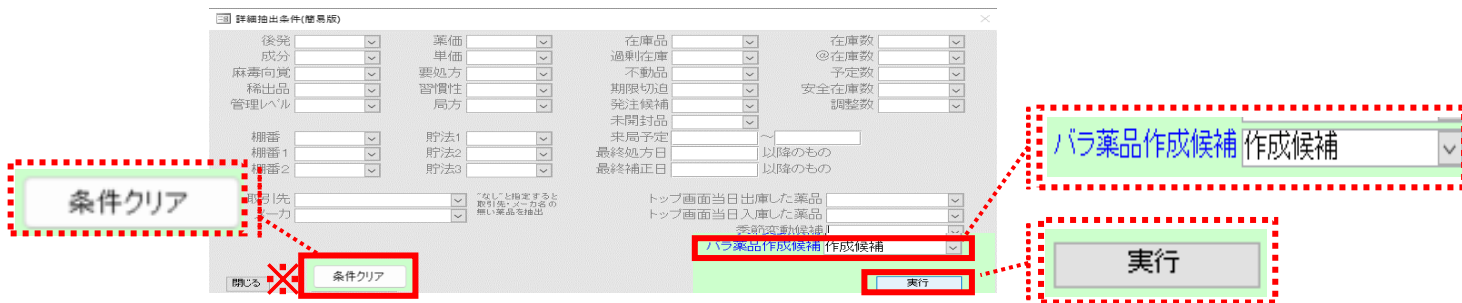 詳細抽出条件(簡易版)
後発 薬価 在庫品 在庫数
成分 単価 過剰在庫 @在庫数
麻毒向覚 要処方 不動品 予定数
稀出品 習慣性 期限切迫 安全在庫数
管理レベル 局方 発注候補 調整数
未開封品
棚番 貯法1 来局予定 ～
棚番1 貯法2 最終処方日 以降のもの
棚番2 貯法3 最終補正日 以降のもの
取引先 "なし"と指定すると
取引先・メーカ名の
無い薬品を抽出
メーカ
トップ画面当日出庫した薬品
トップ画面当日入庫した薬品
季節変動候補
バラ薬品作成候補 作成候補
閉じる ※ 条件クリア 実行
条件クリア
バラ薬品作成候補 作成候補
実行